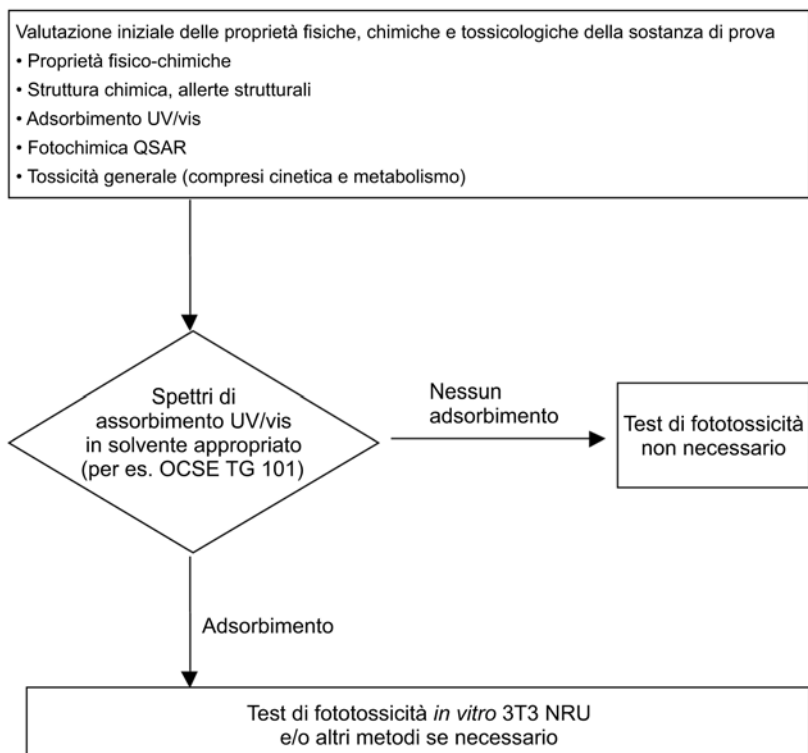 Valutazione iniziale delle proprietà fisiche, chimiche e tossicologiche della sostanza di prova
• Proprietà fisico-chimiche
• Struttura chimica, allerte strutturali
• Adsorbimento UV/vis
• Fotochimica QSAR
• Tossicità generale (compresi cinetica e metabolismo)
Spettri di
assorbimento UV/vis
in solvente appropriato
(per es. OCSE TG 101)
Nessun
adsorbimento
Test di fototossicità
non necessario
Adsorbimento
Test di fototossicità in vitro 3T3 NRU
e/o altri metodi se necessario